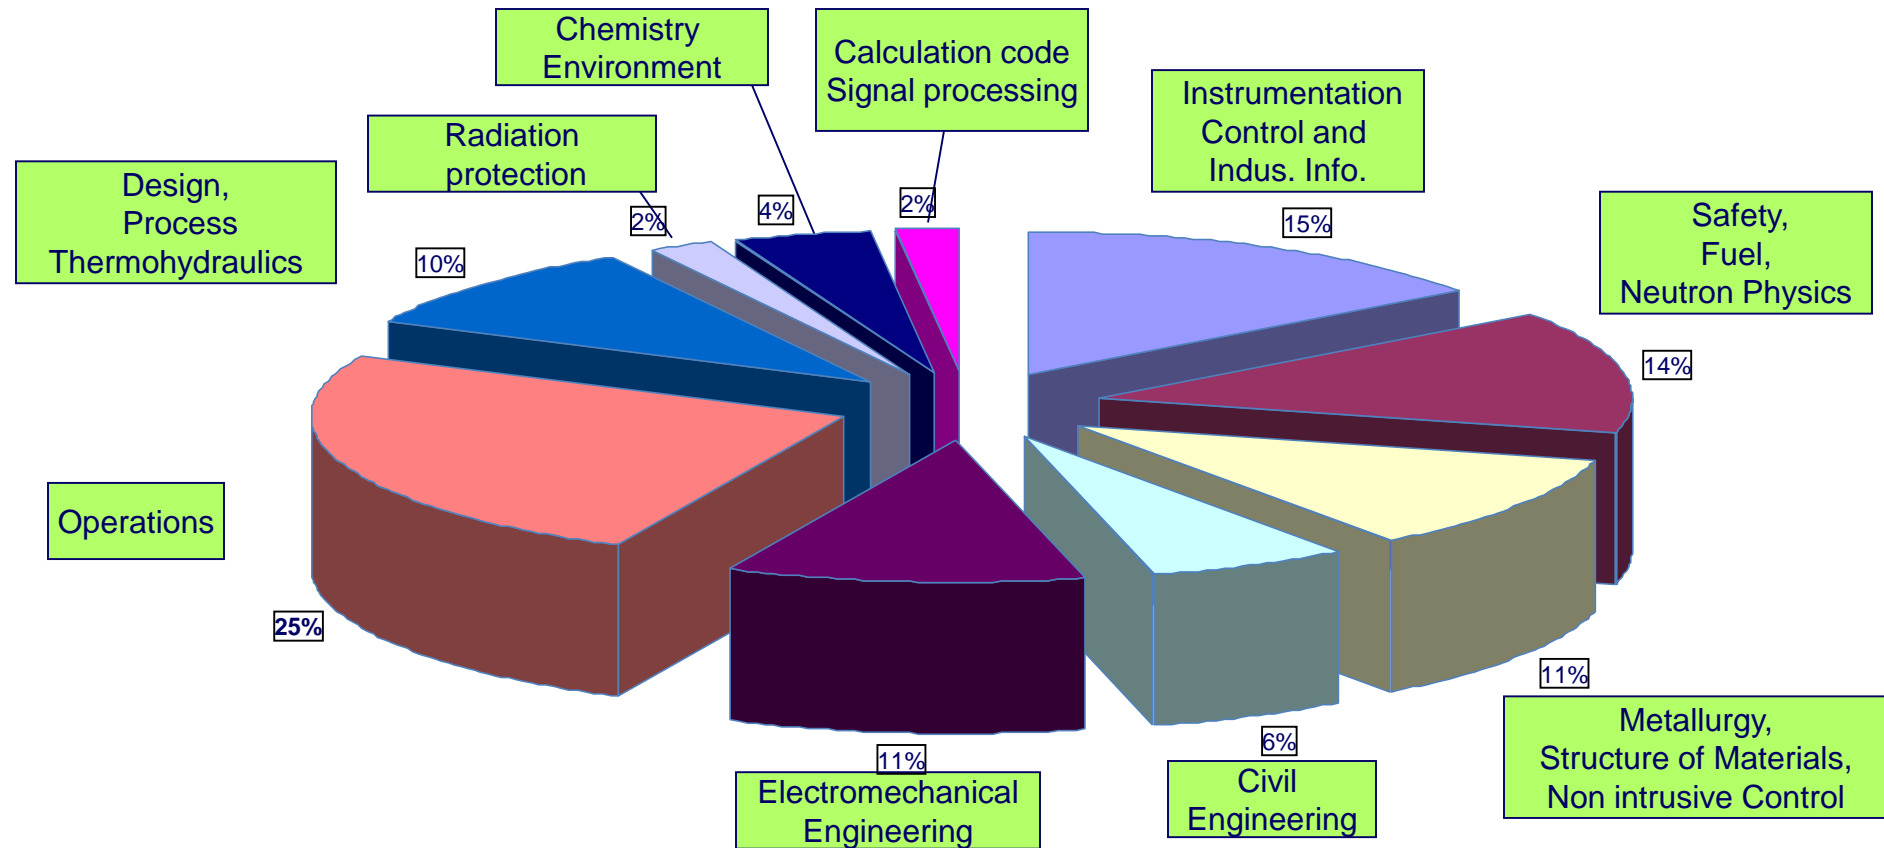 Chemistry
Environment
4%
Calculation code
Signal processing
2%
Instrumentation
Control and
Indus. Info.
15%
Radiation
protection
2%
Design,
Process
Thermohydraulics
10%
Safety,
Fuel,
Neutron Physics
14%
Operations
25%
Metallurgy,
Structure of Materials,
Non intrusive Control
11%
Civil
Engineering
6%
Electromechanical
Engineering
11%